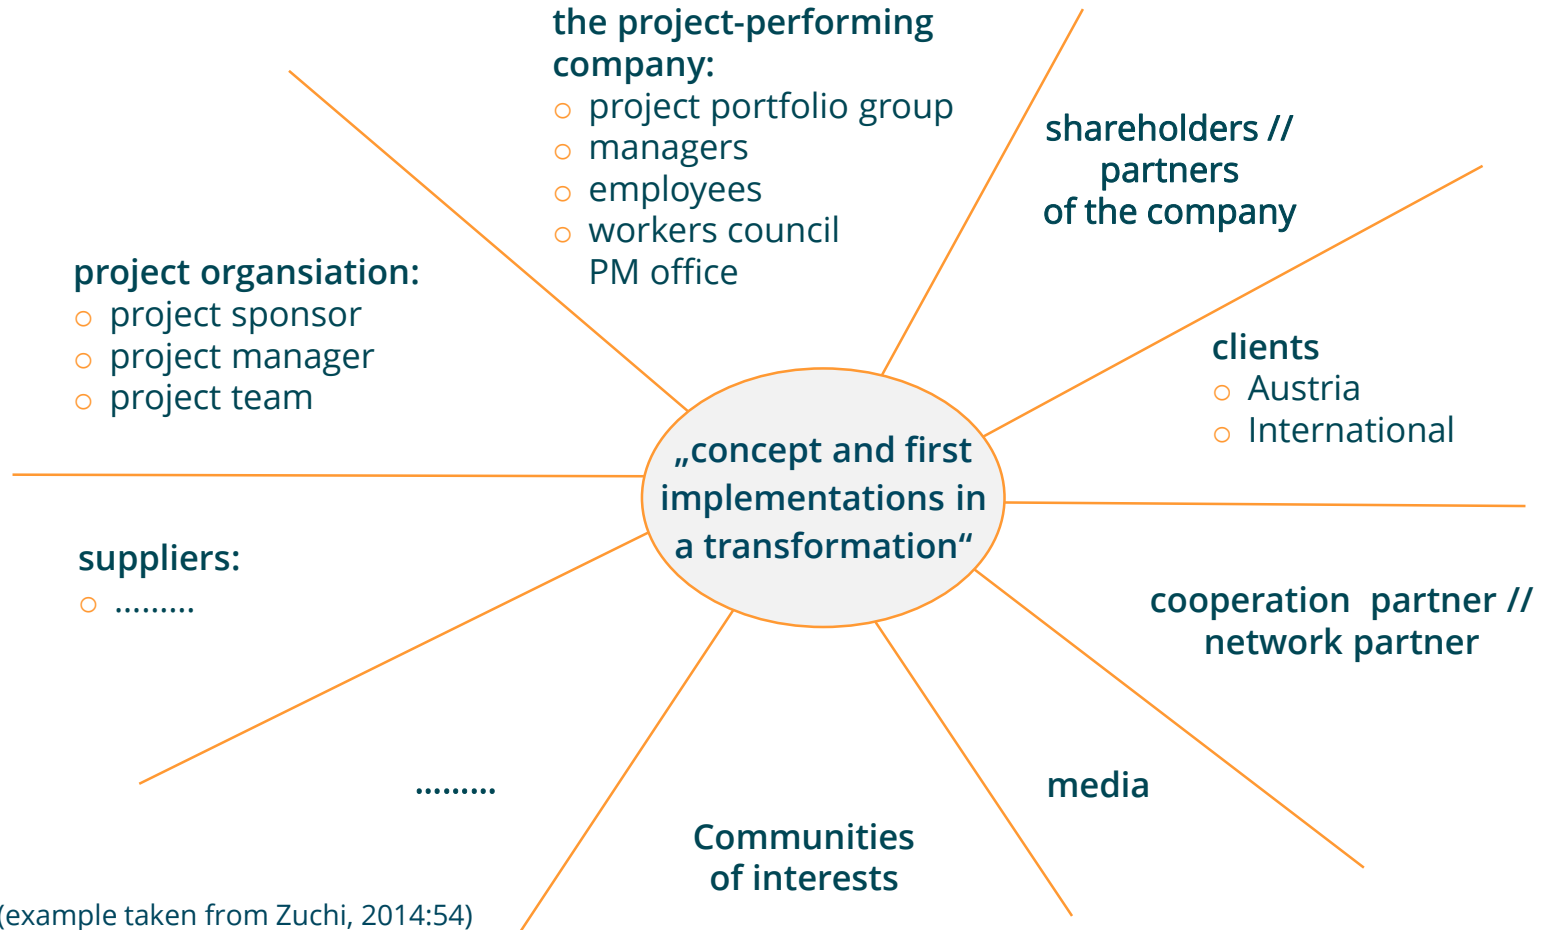 the project-performing
company:
○ project portfolio group
○ managers
○ employees
○ workers council
PM office
shareholders //
partners
of the company
project organsiation:
○ project sponsor
○ project manager
○ project team
clients
○ Austria
○ International
„concept and first
implementations in
a transformation“
suppliers:
○ .........
cooperation  partner //
network partner
.........
media
Communities
of interests
(example taken from Zuchi, 2014:54)